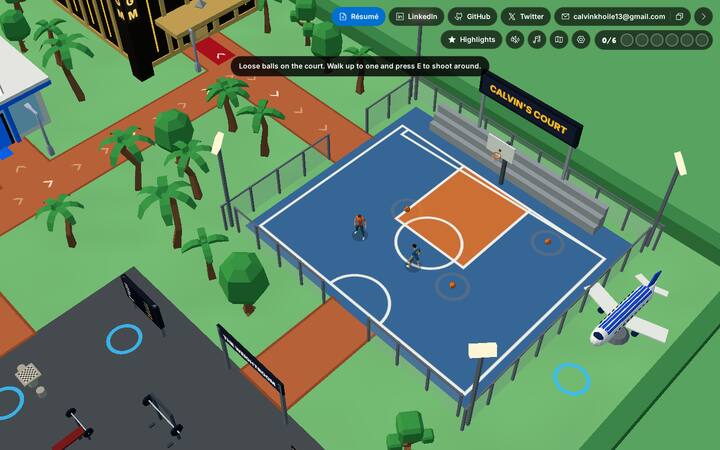 Résumé
LinkedIn
GitHub
Twitter
calvinkhoile13@gmail.com
Highlights
0/6
Loose balls on the court. Walk up to one and press E to shoot around.
CALVIN'S COURT